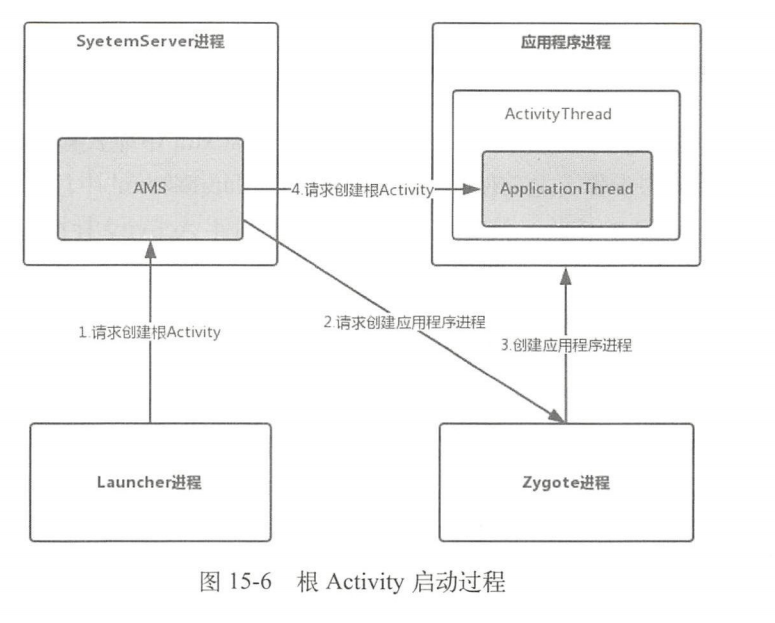 SyetemServer进程
应用程序进程
ActivityThread
AMS
4.请求创建根Activity
ApplicationThread
2.请求创建应用程序进程
1.请求创建根Activity
3.创建应用程序进程
Launcher进程
Zygote进程
图 15-6 根 Activity 启动过程